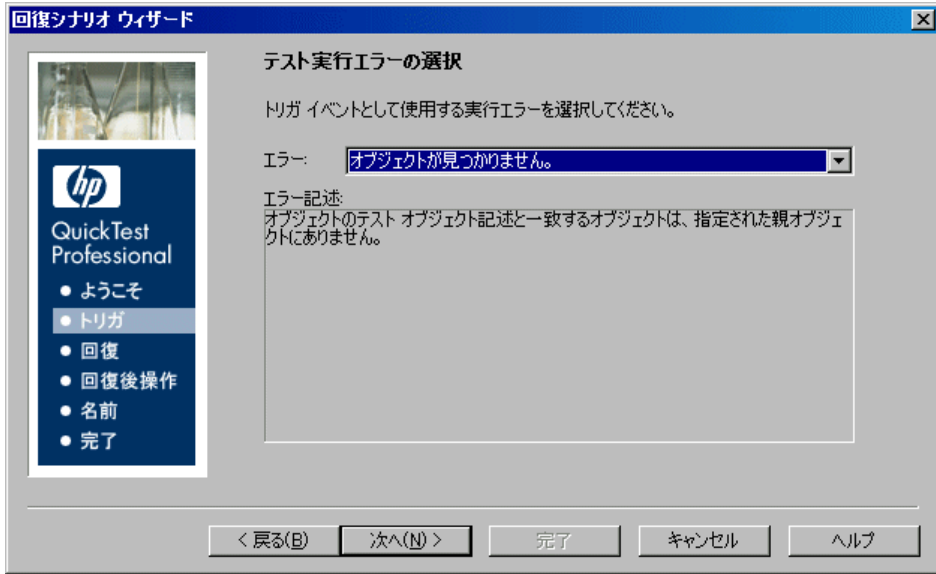 回復シナリオ ウィザード
テスト実行エラーの選択
トリガ イベントとして使用する実行エラーを選択してください。
エラー: オブジェクトが見つかりません。
エラー記述:
オブジェクトのテスト オブジェクト記述と一致するオブジェクトは、指定された親オブジェ
クトにありません。
hp
QuickTest
Professional
• ようこそ
• トリガ
• 回復
• 回復後操作
• 名前
• 完了
< 戻る(B) 次へ(N) > 完了 キャンセル ヘルプ